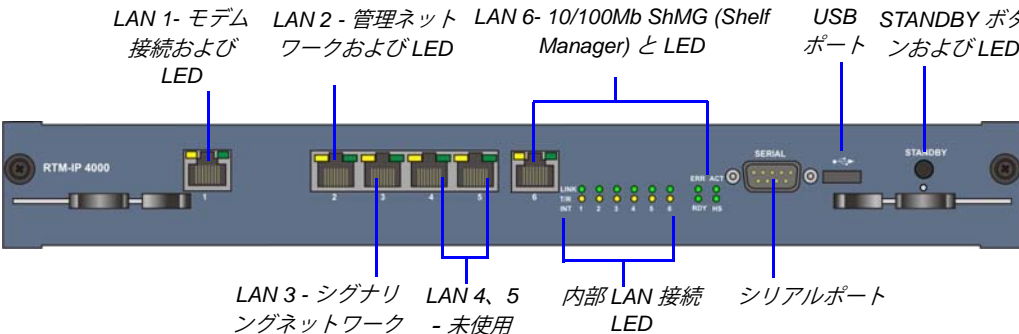 LAN 1- モデム
接続および
LED
LAN 2 - 管理ネット
ワークおよび LED
LAN 6- 10/100Mb ShMG (Shelf
Manager) と LED
USB
ポート
STANDBY ボタ
ンおよび LED
RTM-IP 4000
1
2
3
4
5
6
LINK
T/R
INT 1 2 3 4 5 6
ERR ACT
RDY HS
SERIAL
STANDBY
LAN 3 - シグナリ
ングネットワーク
LAN 4、5
- 未使用
内部 LAN 接続
LED
シリアルポート